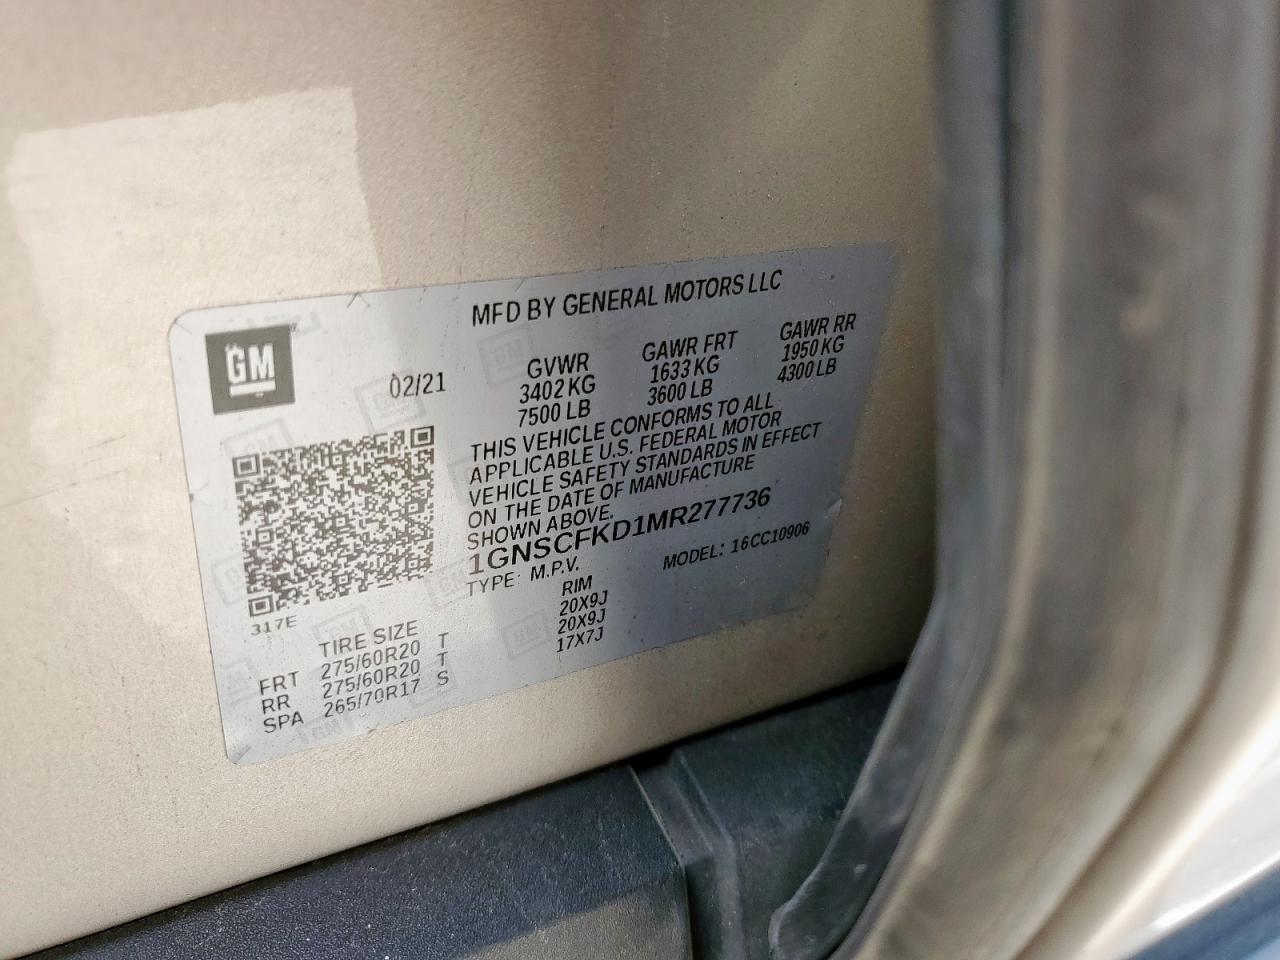 MFD BY GENERAL MOTORS LLC
GM
02/21
GVWR GAWR FRT GAWR RR
3402 KG 1633 KG 1950 KG
7500 LB 3600 LB 4300 LB
THIS VEHICLE CONFORMS TO ALL
APPLICABLE U.S. FEDERAL MOTOR
VEHICLE SAFETY STANDARDS IN EFFECT
ON THE DATE OF MANUFACTURE
SHOWN ABOVE.
1GNSCFKD1MR277736
TYPE: M.P.V. MODEL: 16CC10906
317E
TIRE SIZE RIM
FRT 275/60R20 T 20X9J
RR 275/60R20 T 20X9J
SPA 265/70R17 S 17X7J